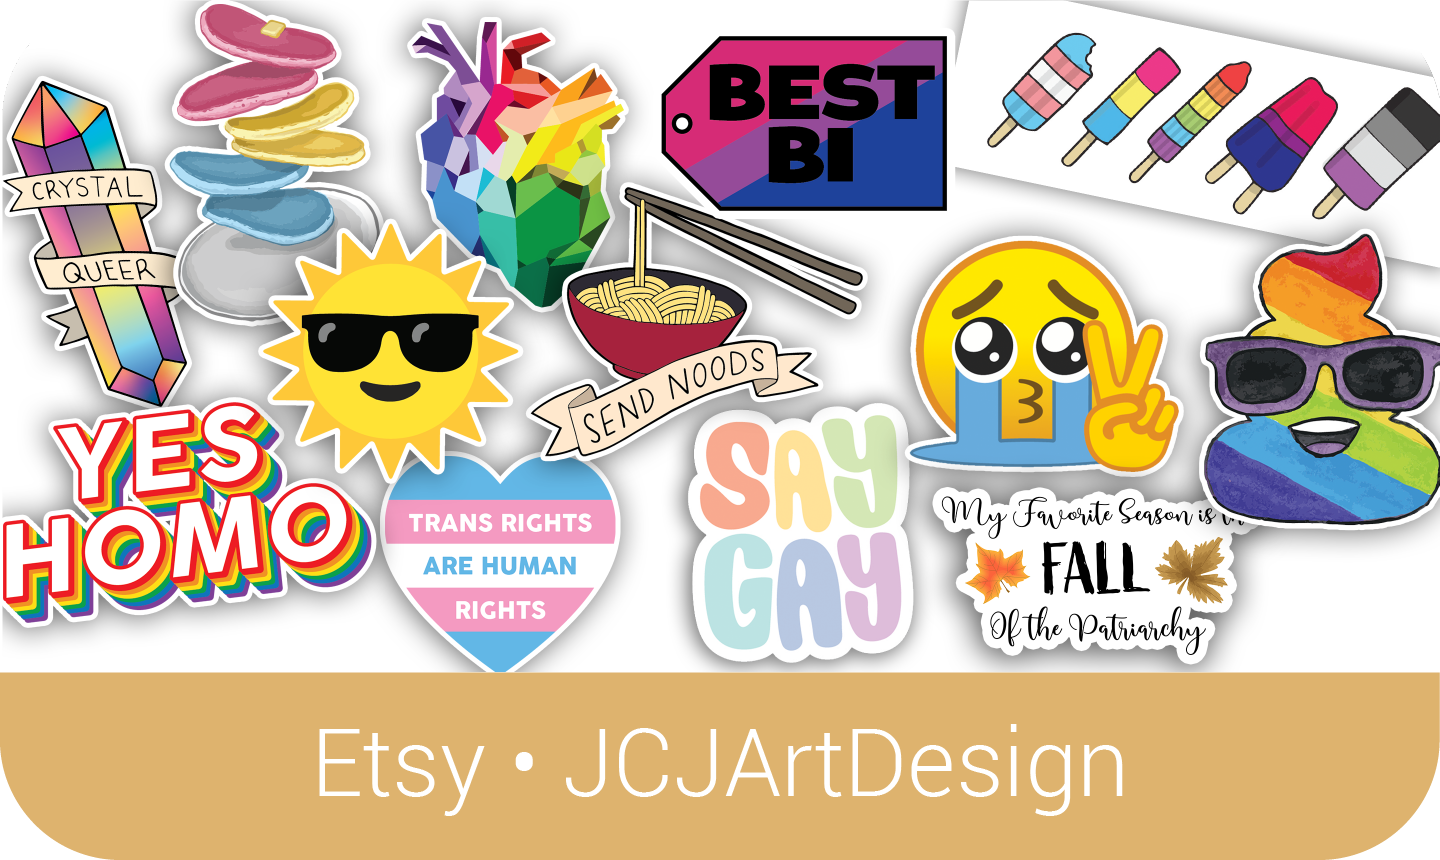 CRYSTAL
QUEER
BEST
BI
SEND NOODS
YES
HOMO
TRANS RIGHTS
ARE HUMAN
RIGHTS
SAY
GAY
My Favorite Season is
FALL
Of the Patriarchy
Etsy • JCJArtDesign